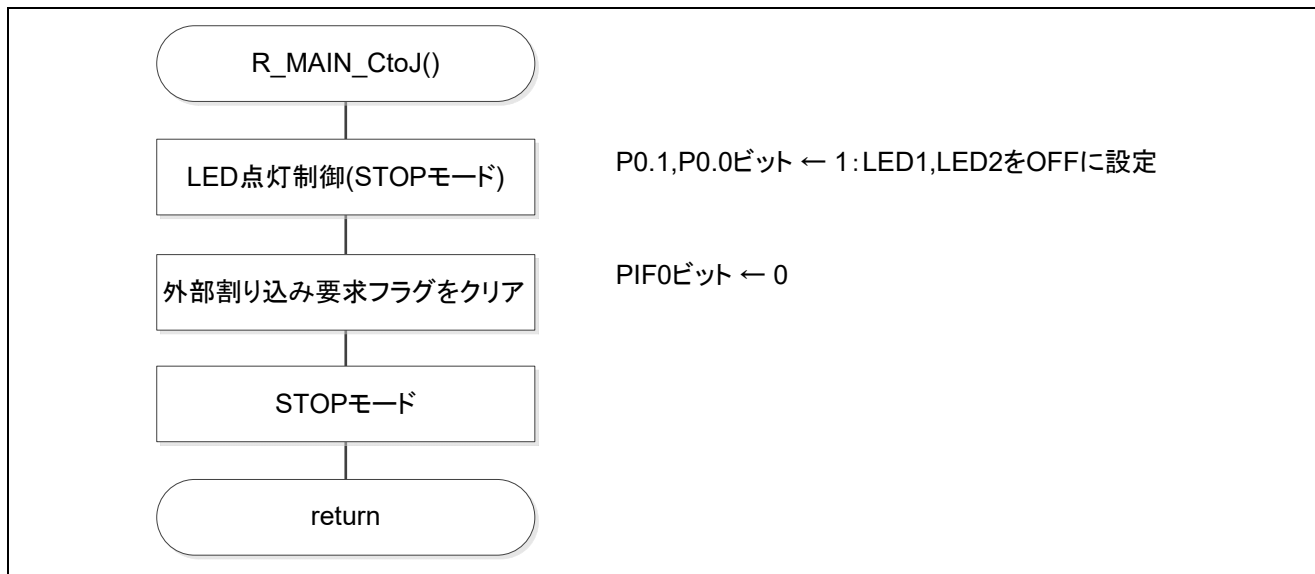 R_MAIN_CtoJ()
LED点灯制御(STOPモード)
P0.1,P0.0ビット ← 1:LED1,LED2をOFFに設定
外部割り込み要求フラグをクリア
PIF0ビット ← 0
STOPモード
return